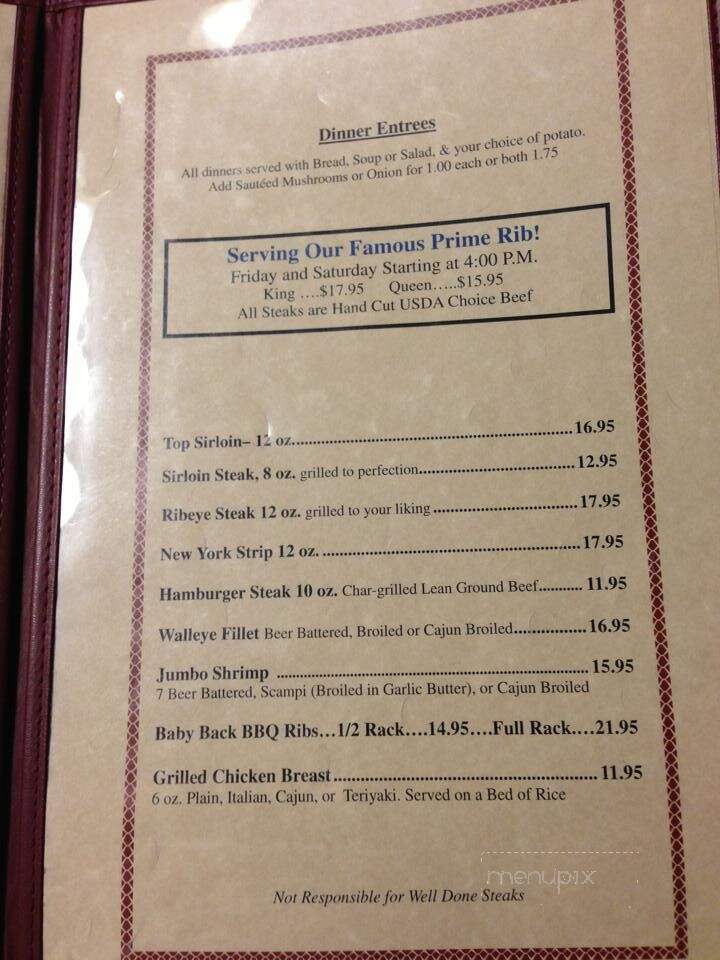 Dinner Entrees
All dinners served with Bread, Soup or Salad, & your choice of potato.
Add Sautéed Mushrooms or Onion for 1.00 each or both 1.75
Serving Our Famous Prime Rib!
Friday and Saturday Starting at 4:00 P.M.
King ....$17.95 Queen.....$15.95
All Steaks are Hand Cut USDA Choice Beef
Top Sirloin– 12 oz...............................................................16.95
Sirloin Steak, 8 oz. grilled to perfection...................................12.95
Ribeye Steak 12 oz. grilled to your liking ................................17.95
New York Strip 12 oz. .........................................................17.95
Hamburger Steak 10 oz. Char-grilled Lean Ground Beef........... 11.95
Walleye Fillet Beer Battered, Broiled or Cajun Broiled................16.95
Jumbo Shrimp .....................................................................15.95
7 Beer Battered, Scampi (Broiled in Garlic Butter), or Cajun Broiled
Baby Back BBQ Ribs...1/2 Rack....14.95....Full Rack....21.95
Grilled Chicken Breast.......................................................... 11.95
6 oz. Plain, Italian, Cajun, or Teriyaki. Served on a Bed of Rice
menupix
Not Responsible for Well Done Steaks